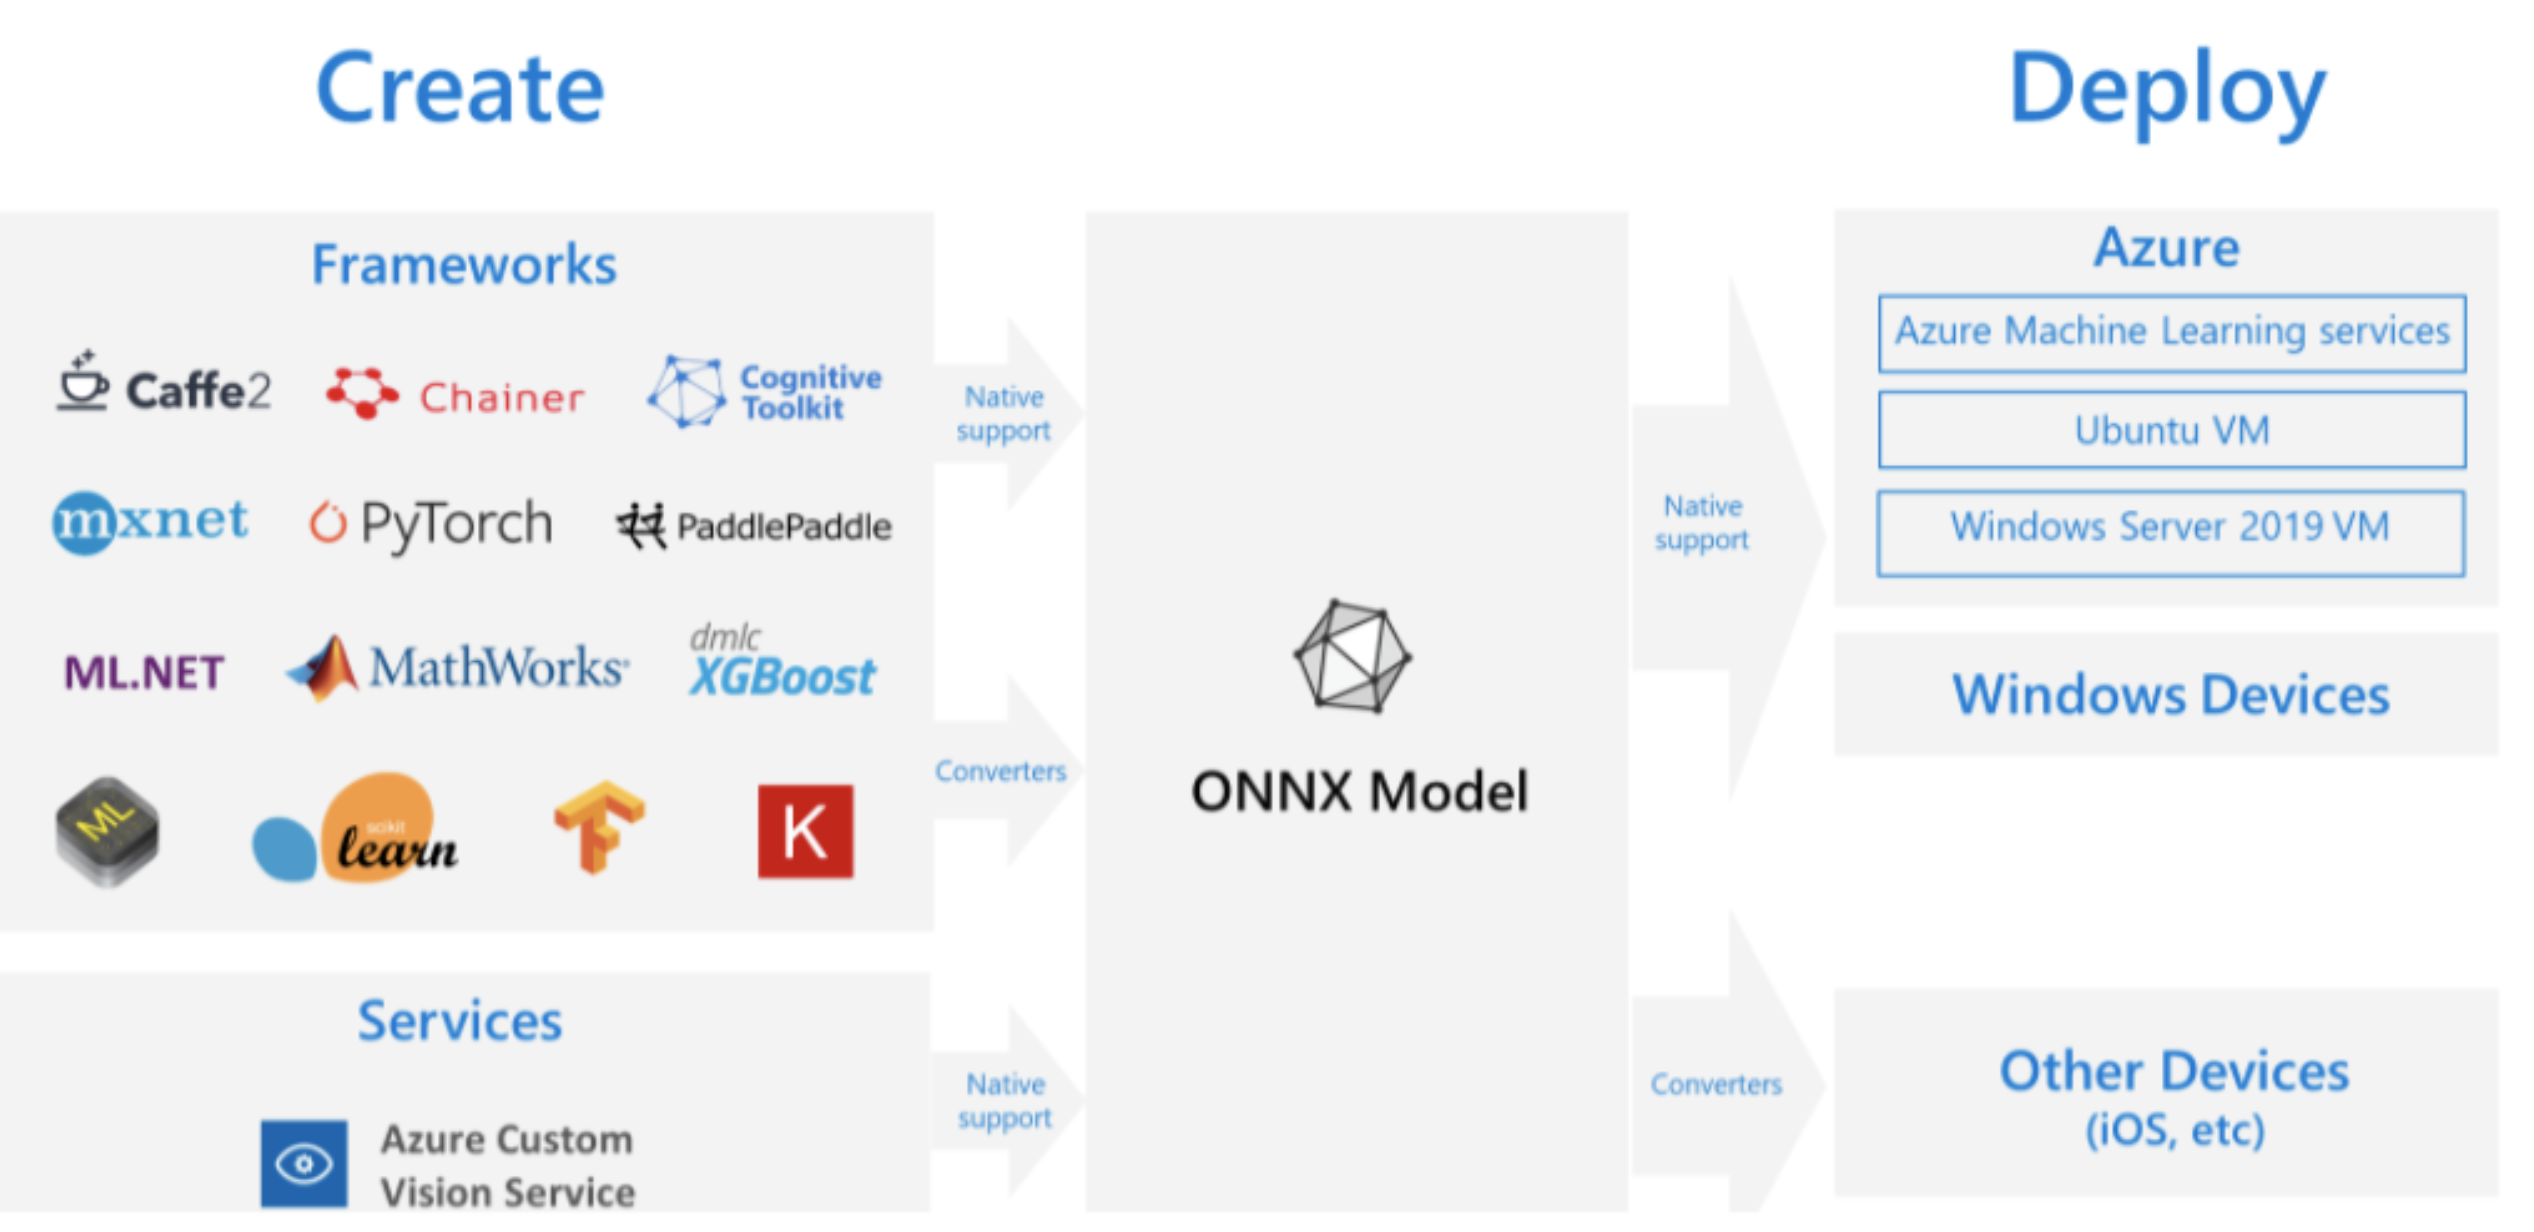 Create
Deploy
Frameworks
Caffe2
Chainer
Cognitive
Toolkit
mxnet
PyTorch
PaddlePaddle
ML.NET
MathWorks
dmlc
XGBoost
ML
scikit
learn
K
Services
Azure Custom
Vision Service
Native
support
Converters
Native
support
ONNX Model
Native
support
Converters
Azure
Azure Machine Learning services
Ubuntu VM
Windows Server 2019 VM
Windows Devices
Other Devices
(iOS, etc)